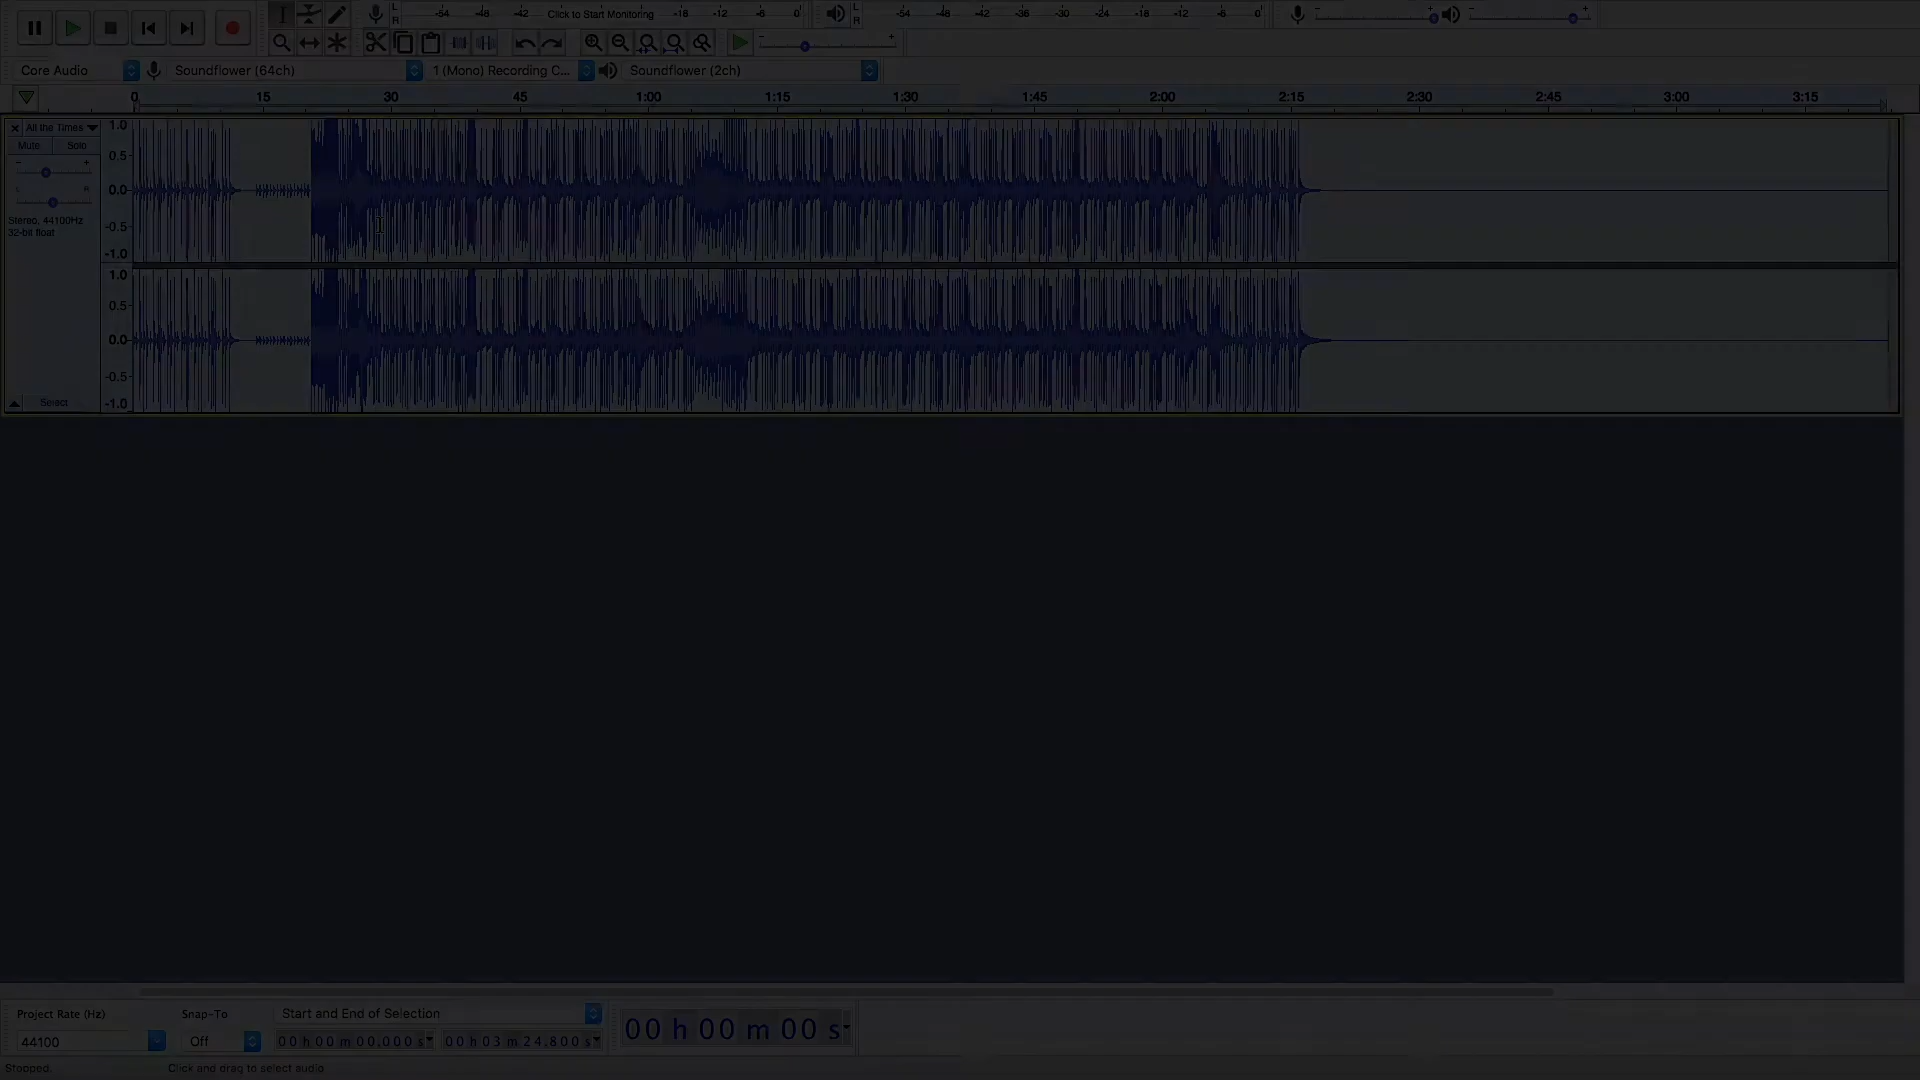 L
R
-54 -48 -42 Click to Start Monitoring -18 -12 -6 0
L
R
-54 -48 -42 -36 -30 -24 -18 -12 -6 0
- +
- +
- +
Core Audio Soundflower (64ch) 1 (Mono) Recording C... Soundflower (2ch)
0 15 30 45 1:00 1:15 1:30 1:45 2:00 2:15 2:30 2:45 3:00 3:15
All the Times
Mute Solo
- +
L R
Stereo, 44100Hz
32-bit float
Select
1.0
0.5
0.0
-0.5
-1.0
1.0
0.5
0.0
-0.5
-1.0
Project Rate (Hz) Snap-To Start and End of Selection
44100 Off 00 h 00 m 00.000 s 00 h 03 m 24.800 s
00 h 00 m 00 s
Stopped. Click and drag to select audio